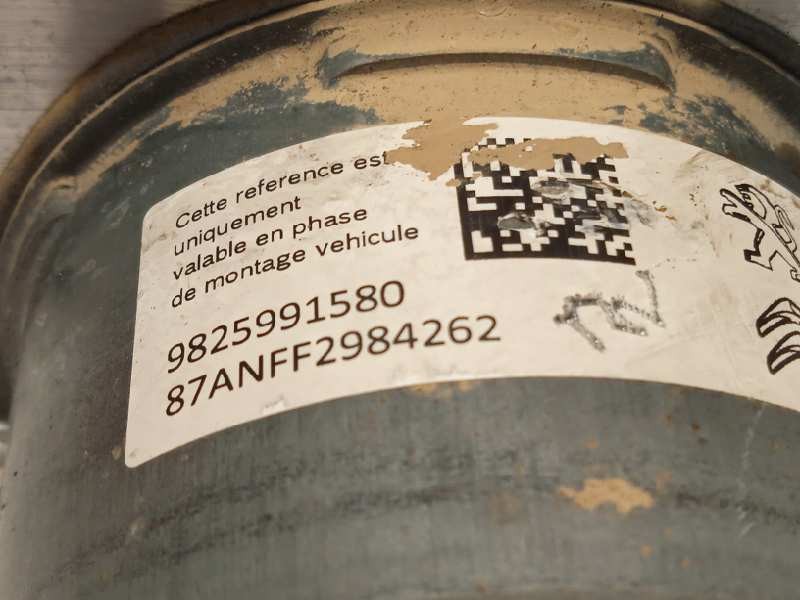 Cette reference est
uniquement
valable en phase
de montage vehicule
9825991580
87ANFF2984262